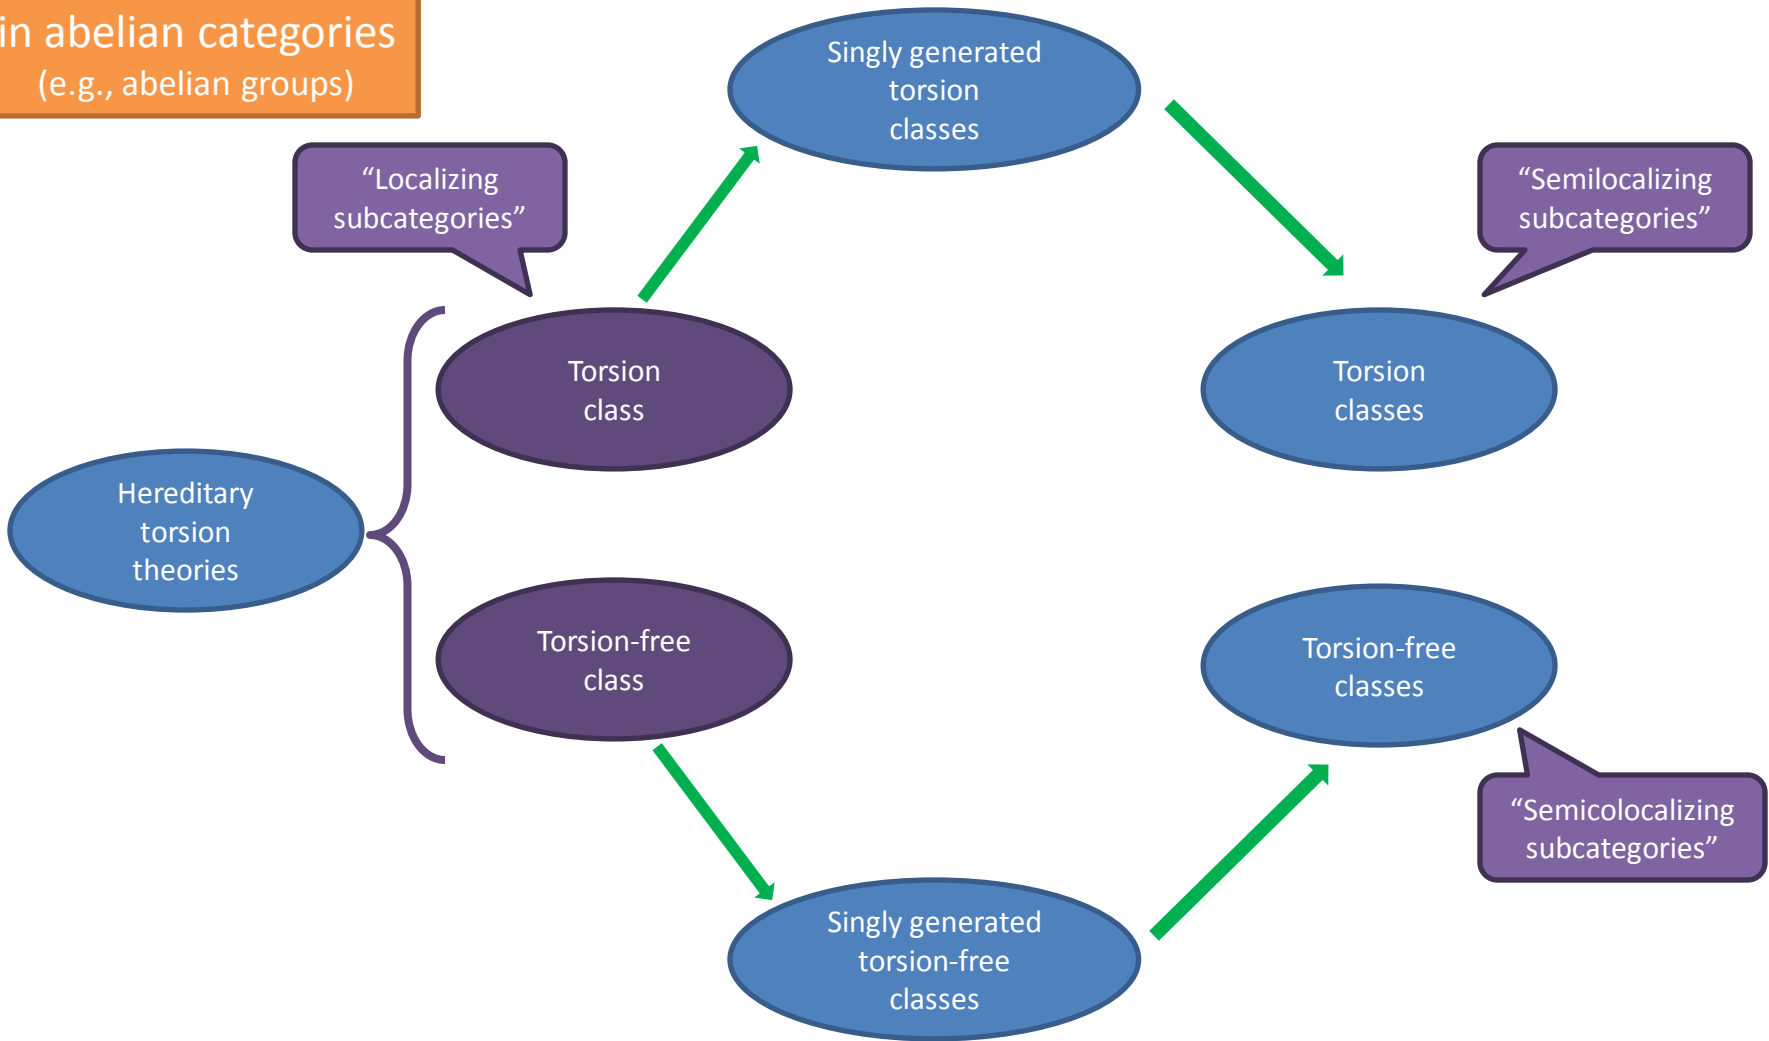 in abelian categories
(e.g., abelian groups)
Singly generated
torsion
classes
“Localizing
subcategories”
“Semilocalizing
subcategories”
Torsion
class
Torsion
classes
Hereditary
torsion
theories
Torsion-free
class
Torsion-free
classes
“Semicolocalizing
subcategories”
Singly generated
torsion-free
classes